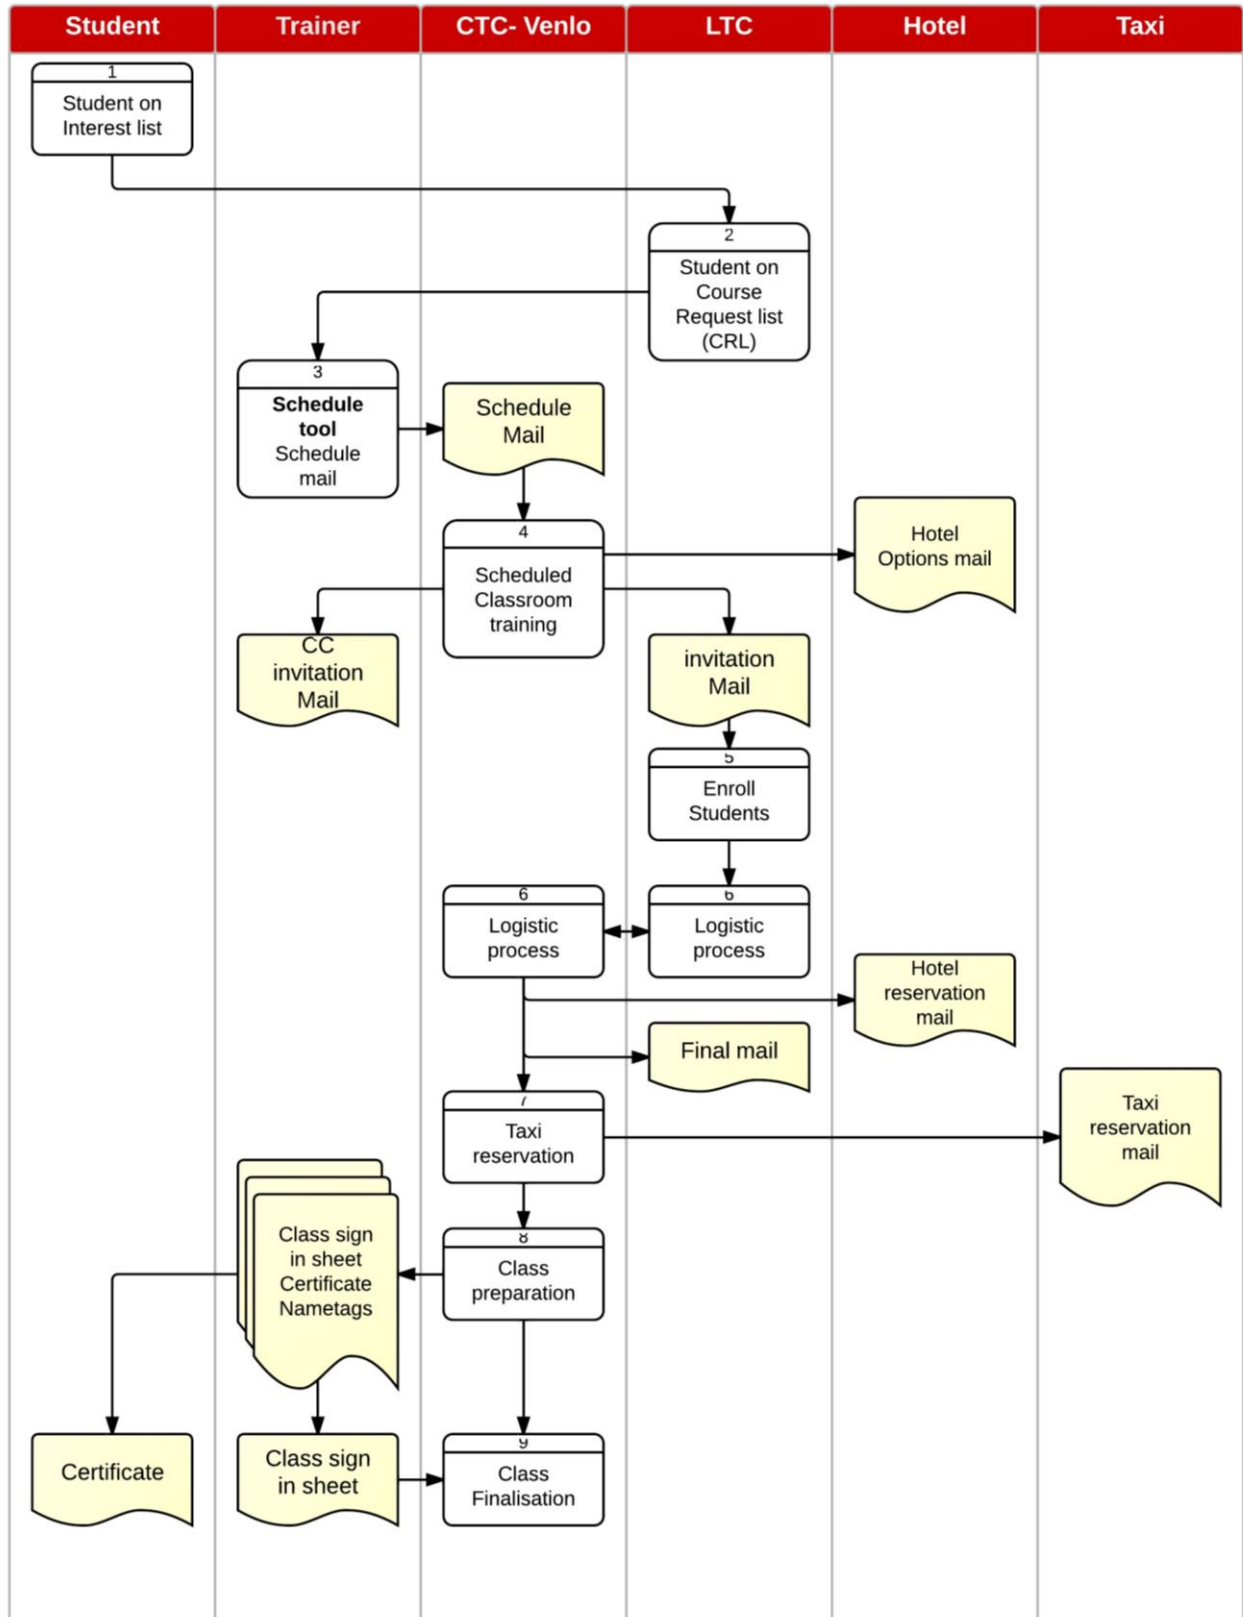 Student Trainer CTC- Venlo LTC Hotel Taxi
1
Student on
Interest list
2
Student on
Course
Request list
(CRL)
3
Schedule
tool
Schedule
mail
Schedule
Mail
4
Scheduled
Classroom
training
Hotel
Options mail
CC
invitation
Mail
invitation
Mail
5
Enroll
Students
6
Logistic
process
6
Logistic
process
Hotel
reservation
mail
Final mail
7
Taxi
reservation
Taxi
reservation
mail
Class sign
in sheet
Certificate
Nametags
8
Class
preparation
Certificate
Class sign
in sheet
9
Class
Finalisation